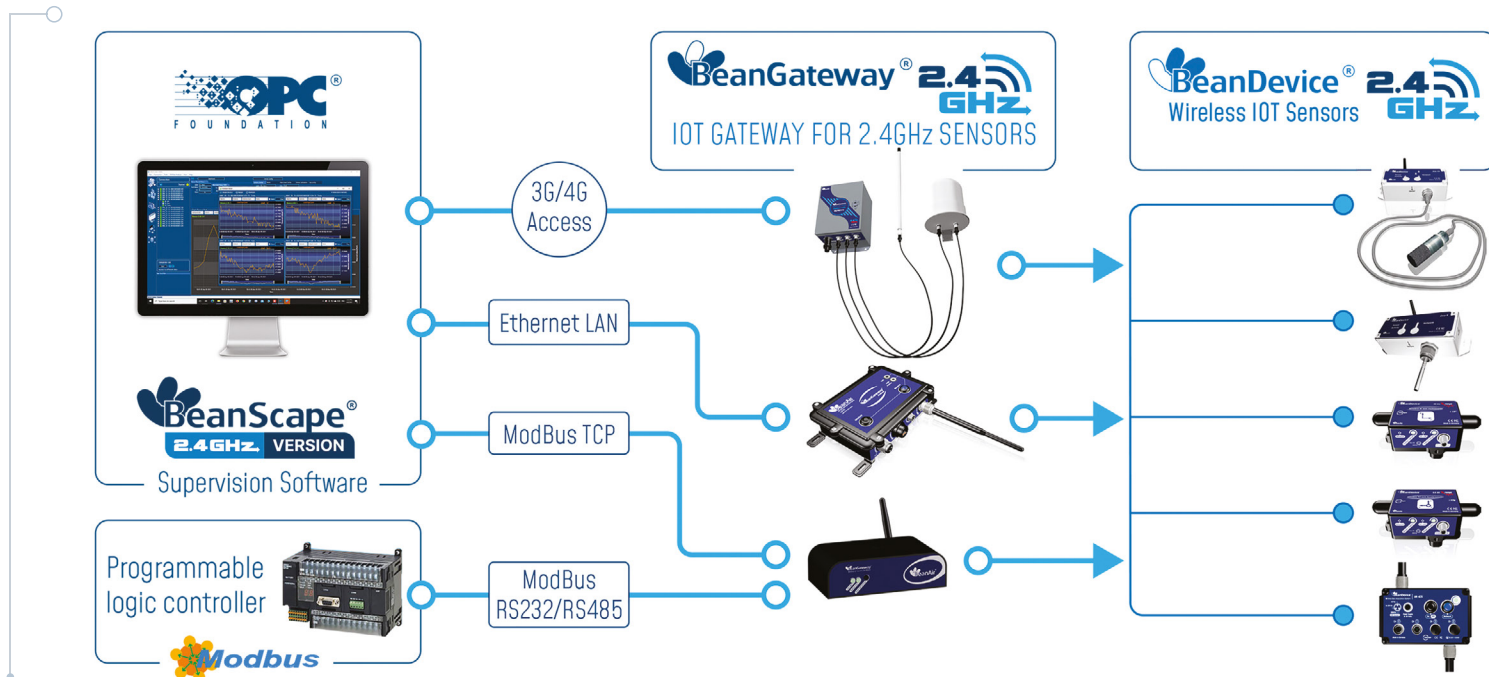 OPC®
FOUNDATION
BeanScape®
2.4GHz VERSION
Supervision Software
Programmable
logic controller
Modbus
3G/4G
Access
Ethernet LAN
ModBus TCP
ModBus
RS232/RS485
BeanGateway® 2.4
GHz
IOT GATEWAY FOR 2.4GHz SENSORS
BeanAir
BeanDevice® 2.4
GHz
Wireless IOT Sensors